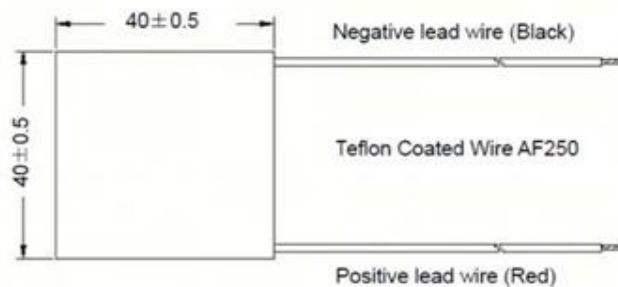 40±0.5
Negative lead wire (Black)
40±0.5
Teflon Coated Wire AF250
Positive lead wire (Red)